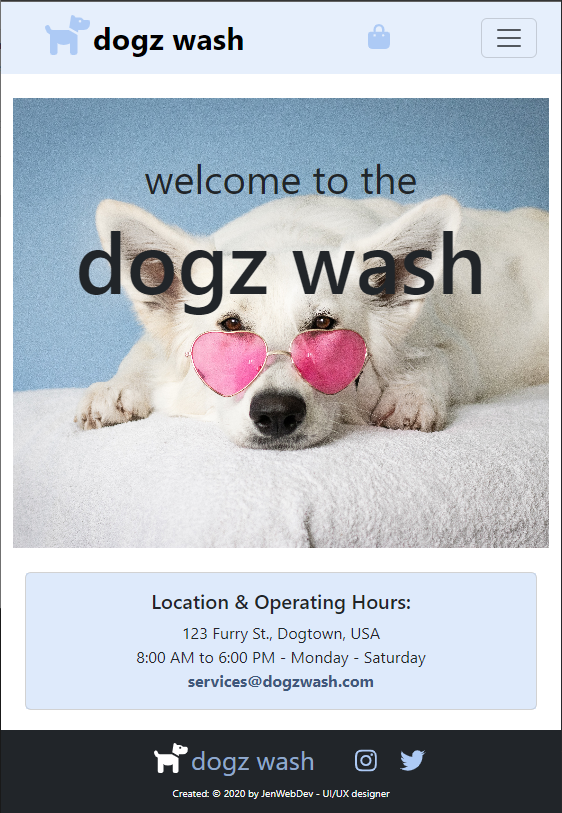 dogz wash
welcome to the
dogz wash
Location & Operating Hours:
123 Furry St., Dogtown, USA
8:00 AM to 6:00 PM - Monday - Saturday
services@dogzwash.com
dogz wash
Created: © 2020 by JenWebDev - UI/UX designer